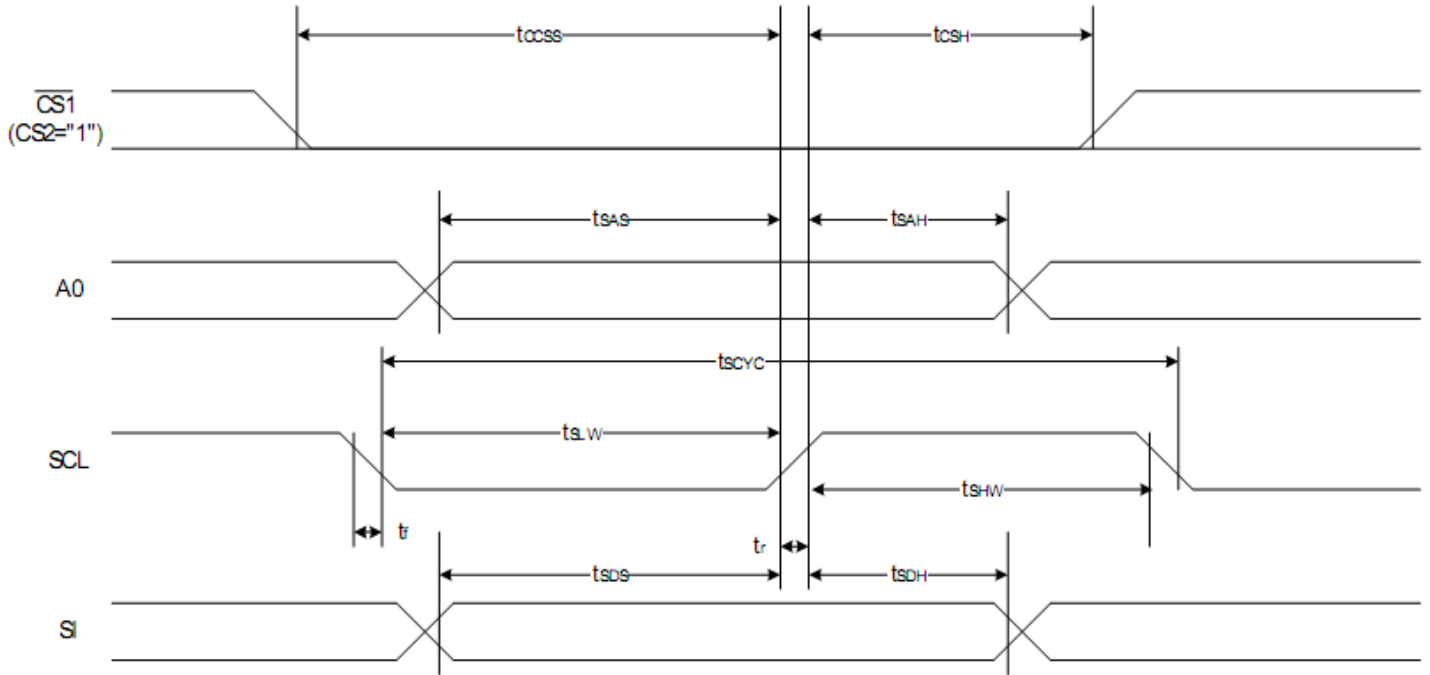 tCCSS
tCSH
CS1
(CS2="1")
tSAS
tSAH
A0
tSCYC
tSLW
SCL
tSHW
tf
tr
tSDS
tSDH
SI